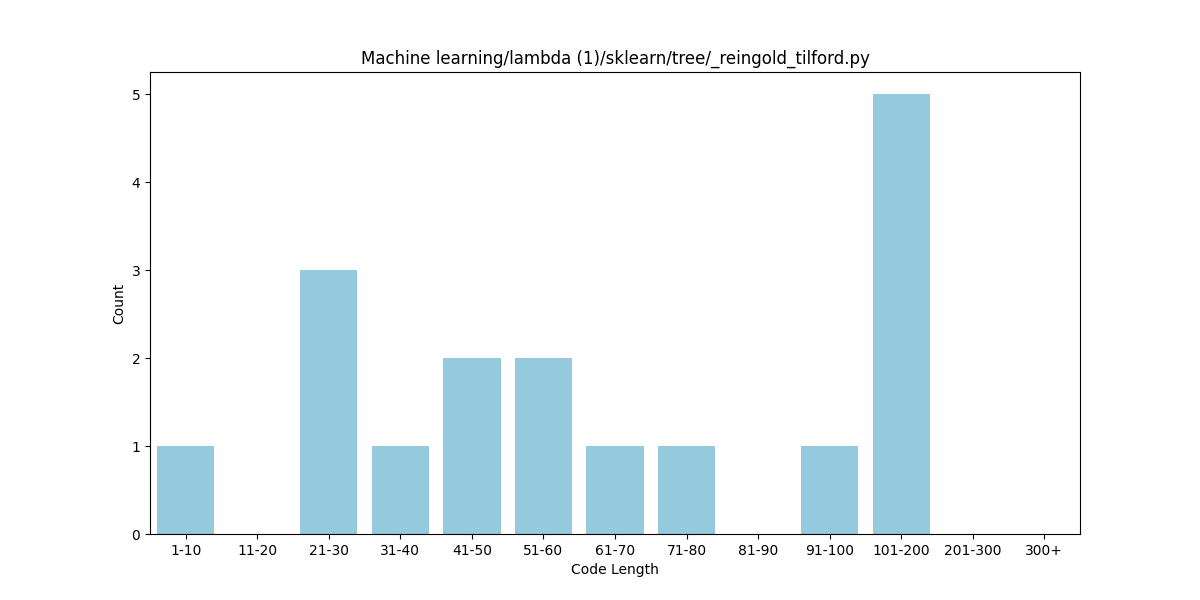 Machine learning/lambda (1)/sklearn/tree/_reingold_tilford.py
5
4
3
2
1
0
Count
1-10 11-20 21-30 31-40 41-50 51-60 61-70 71-80 81-90 91-100 101-200 201-300 300+
Code Length